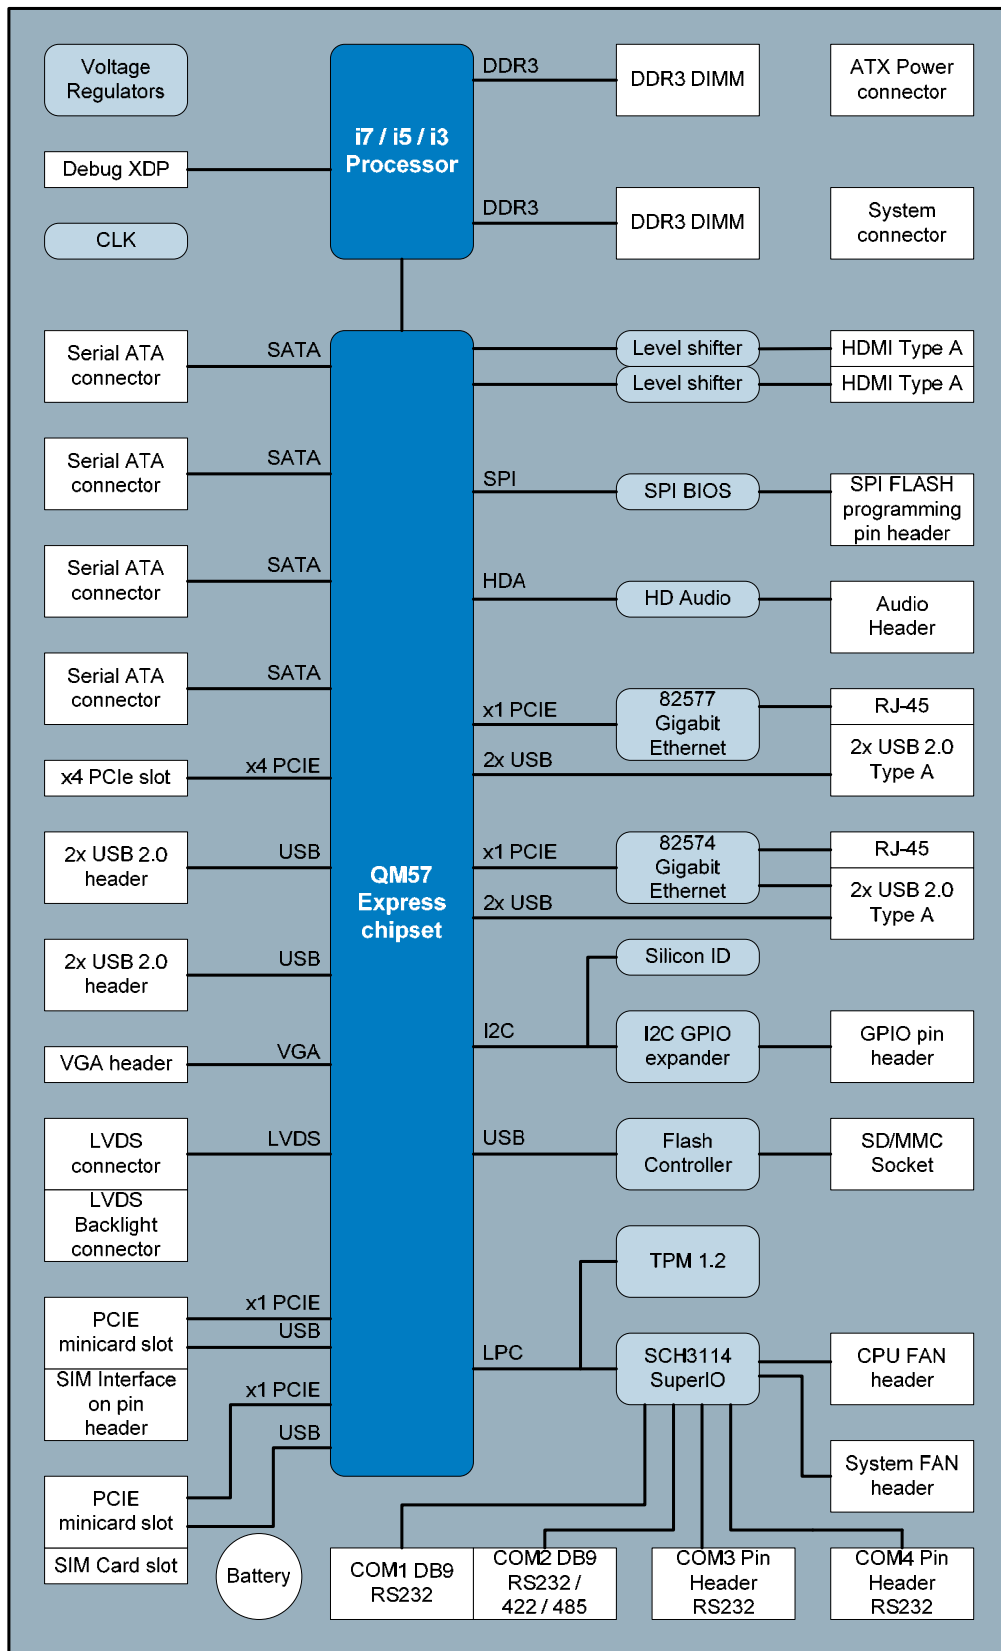 Voltage
Regulators
i7 / i5 / i3
Processor
DDR3
DDR3 DIMM
ATX Power
connector
Debug XDP
DDR3
DDR3 DIMM
System
connector
CLK
Serial ATA
connector
SATA
Level shifter
HDMI Type A
Level shifter
HDMI Type A
Serial ATA
connector
SATA
SPI
SPI BIOS
SPI FLASH
programming
pin header
Serial ATA
connector
SATA
HDA
HD Audio
Audio
Header
Serial ATA
connector
SATA
x1 PCIE
82577
Gigabit
Ethernet
RJ-45
2x USB
2x USB 2.0
Type A
x4 PCIe slot
x4 PCIE
2x USB 2.0
header
USB
QM57
Express
chipset
x1 PCIE
82574
Gigabit
Ethernet
RJ-45
2x USB
2x USB 2.0
Type A
2x USB 2.0
header
USB
Silicon ID
I2C
I2C GPIO
expander
GPIO pin
header
VGA header
VGA
LVDS
connector
LVDS
USB
Flash
Controller
SD/MMC
Socket
LVDS
Backlight
connector
TPM 1.2
PCIE
minicard slot
x1 PCIE
USB
LPC
SCH3114
SuperIO
CPU FAN
header
SIM Interface
on pin
header
x1 PCIE
USB
System FAN
header
PCIE
minicard slot
SIM Card slot
Battery
COM1 DB9
RS232
COM2 DB9
RS232 /
422 / 485
COM3 Pin
Header
RS232
COM4 Pin
Header
RS232